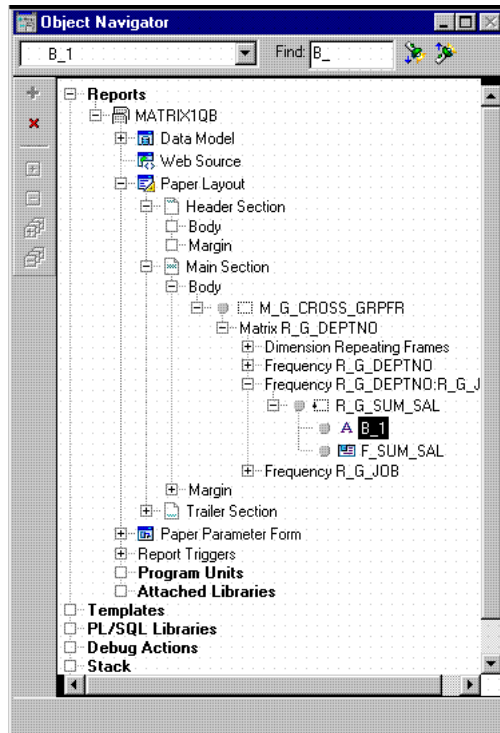 Object Navigator
B_1 Find: B_
Reports
MATRIX1QB
Data Model
Web Source
Paper Layout
Header Section
Body
Margin
Main Section
Body
M_G_CROSS_GRPFR
Matrix R_G_DEPTNO
Dimension Repeating Frames
Frequency R_G_DEPTNO
Frequency R_G_DEPTNO:R_G_J
R_G_SUM_SAL
A B_1
F_SUM_SAL
Frequency R_G_JOB
Margin
Trailer Section
Paper Parameter Form
Report Triggers
Program Units
Attached Libraries
Templates
PL/SQL Libraries
Debug Actions
Stack